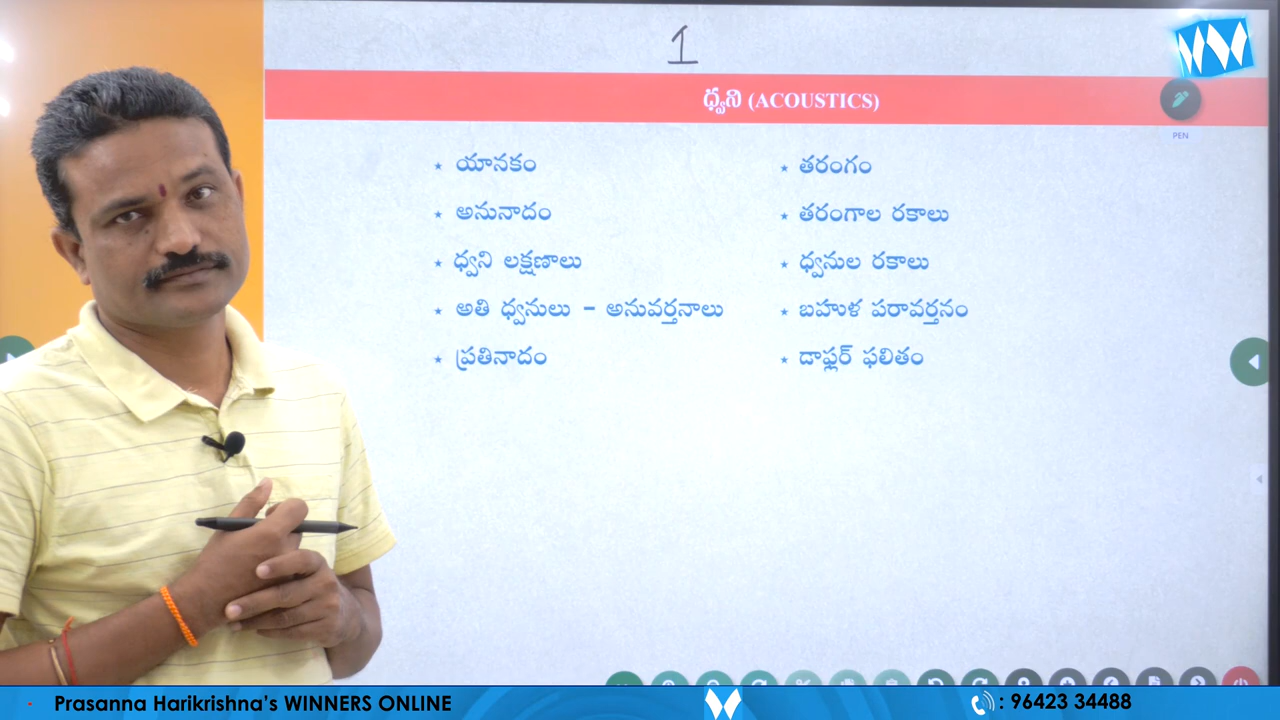 1
W
ధ్వని (ACOUSTICS)
PEN
* యానకం
* తరంగం
* అనునాదం
* తరంగాల రకాలు
* ధ్వని లక్షణాలు
* ధ్వనుల రకాలు
* అతి ధ్వనులు - అనువర్తనాలు
* బహుళ పరావర్తనం
* ప్రతినాదం
* డాప్లర్ ఫలితం
- Prasanna Harikrishna's WINNERS ONLINE
: 96423 34488